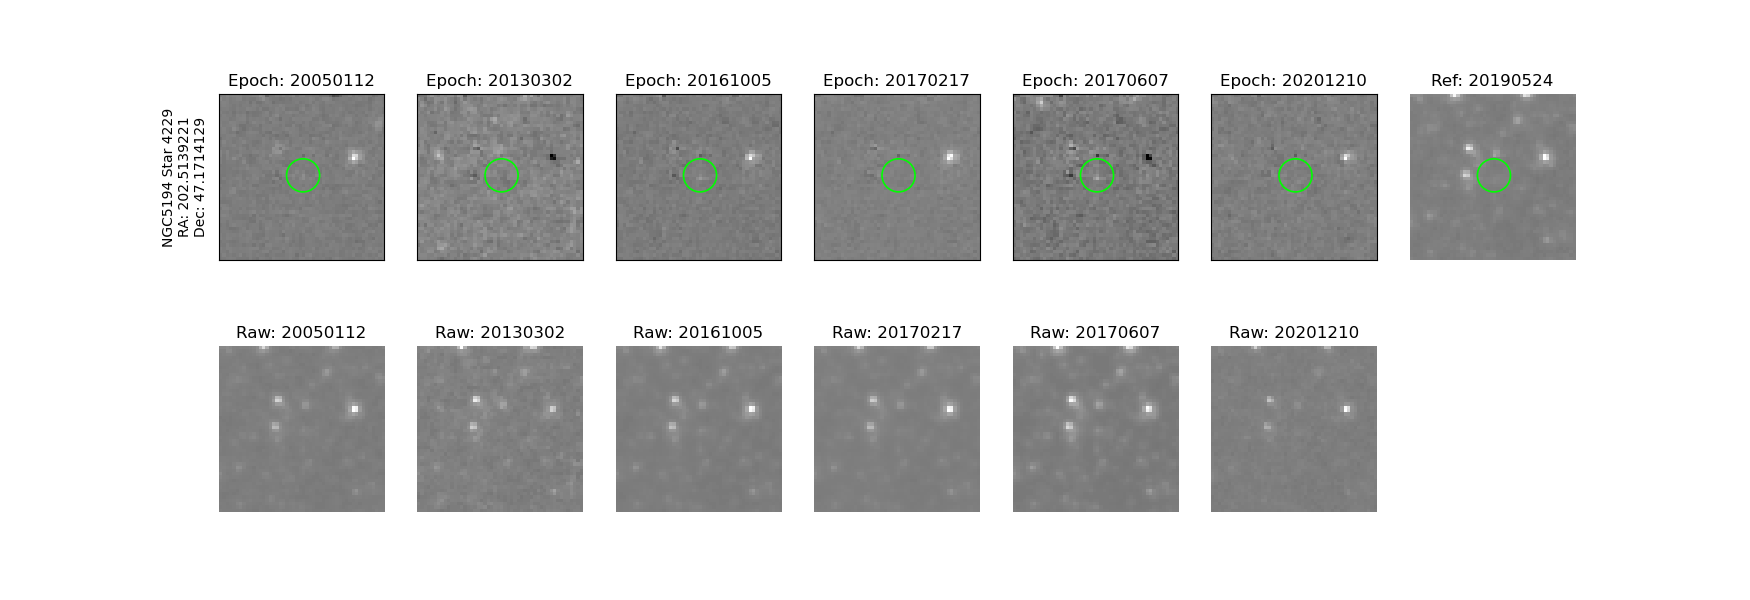 Epoch: 20050112
Epoch: 20130302
Epoch: 20161005
Epoch: 20170217
Epoch: 20170607
Epoch: 20201210
Ref: 20190524
NGC5194 Star 4229
RA: 202.5139221
Dec: 47.1714129
Raw: 20050112
Raw: 20130302
Raw: 20161005
Raw: 20170217
Raw: 20170607
Raw: 20201210